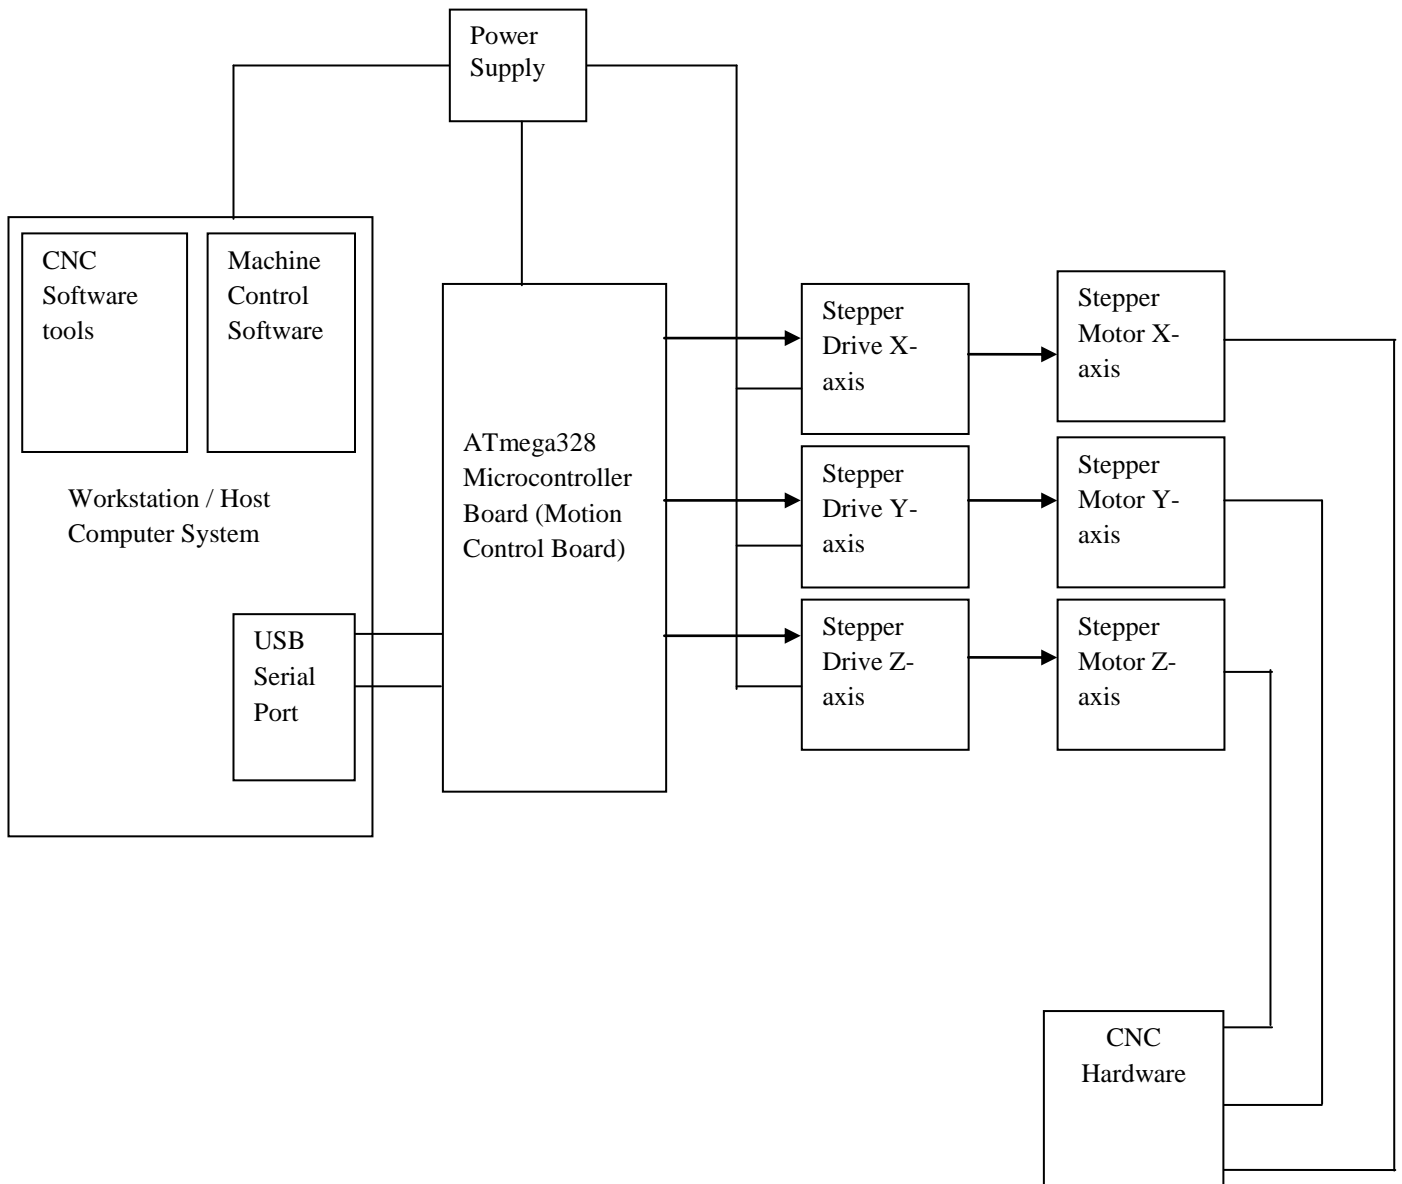 Power
Supply
CNC
Software
tools
Machine
Control
Software
Workstation / Host
Computer System
USB
Serial
Port
ATmega328
Microcontroller
Board (Motion
Control Board)
Stepper
Drive X-
axis
Stepper
Motor X-
axis
Stepper
Drive Y-
axis
Stepper
Motor Y-
axis
Stepper
Drive Z-
axis
Stepper
Motor Z-
axis
CNC
Hardware